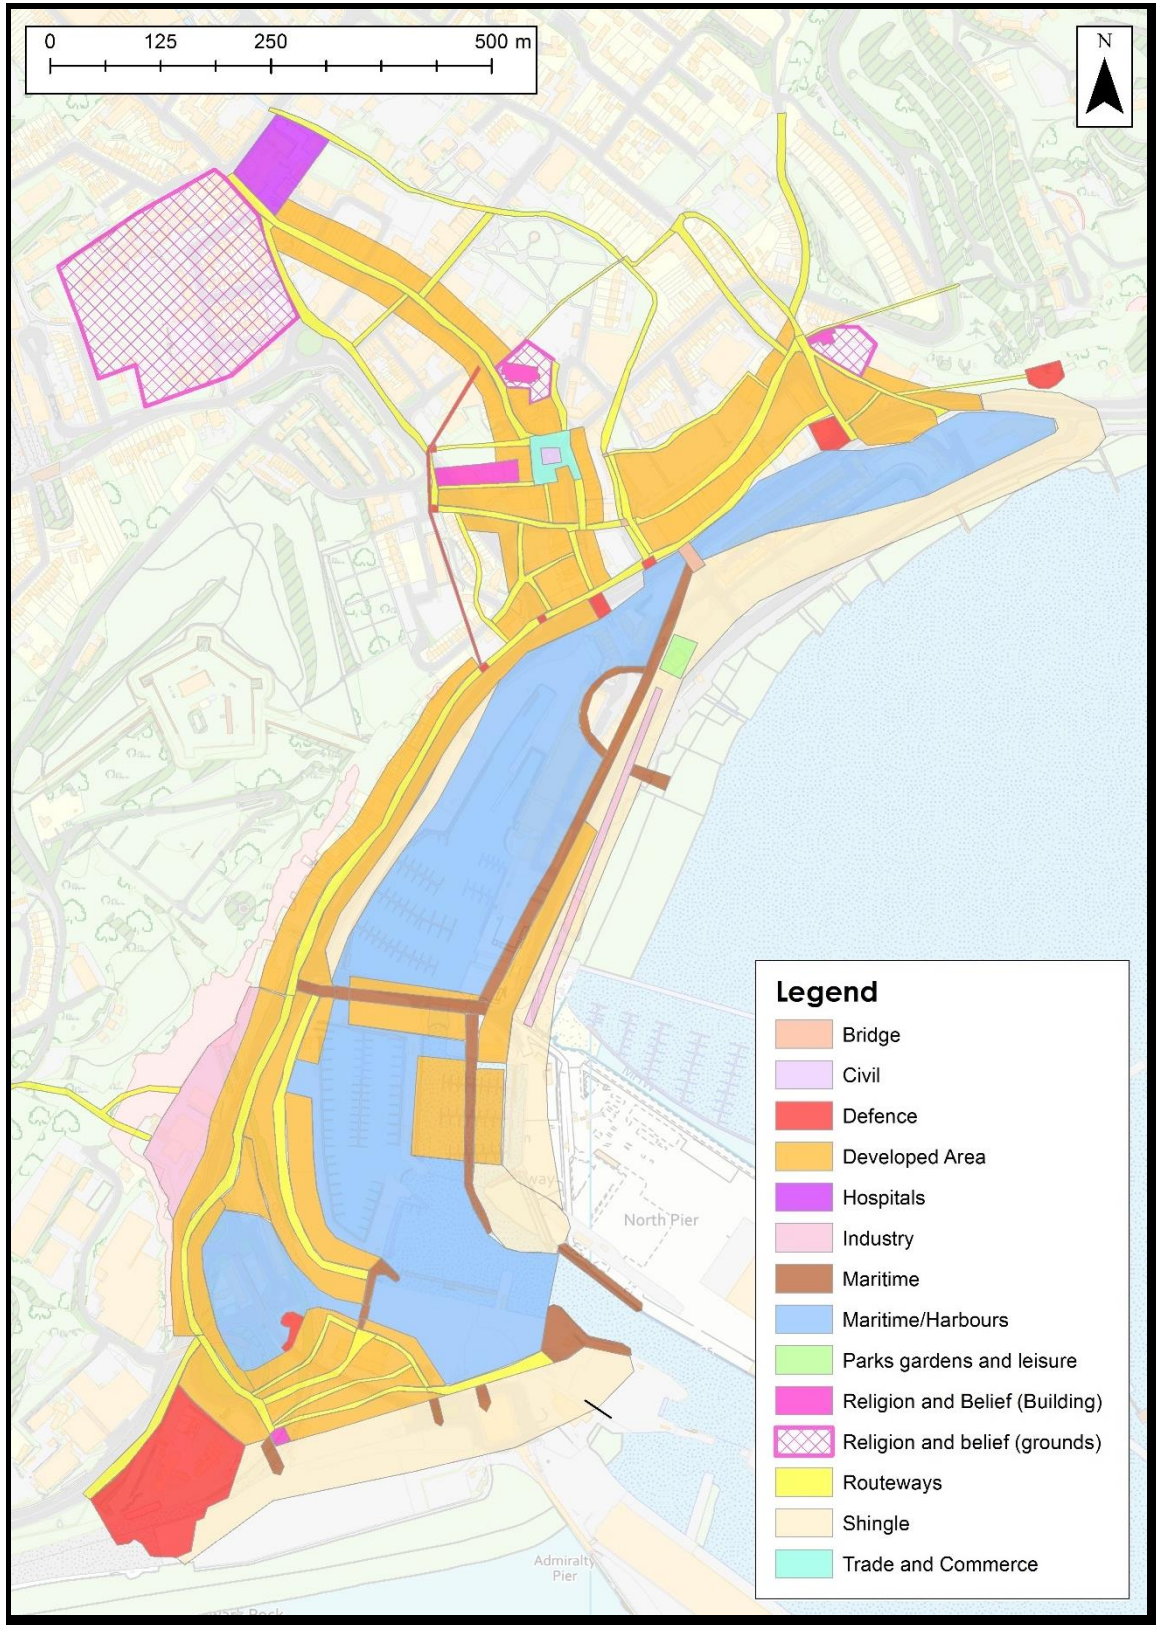 0 125 250 500 m
N
North Pier
Admiralty
Pier
Legend
Bridge
Civil
Defence
Developed Area
Hospitals
Industry
Maritime
Maritime/Harbours
Parks gardens and leisure
Religion and Belief (Building)
Religion and belief (grounds)
Routeways
Shingle
Trade and Commerce